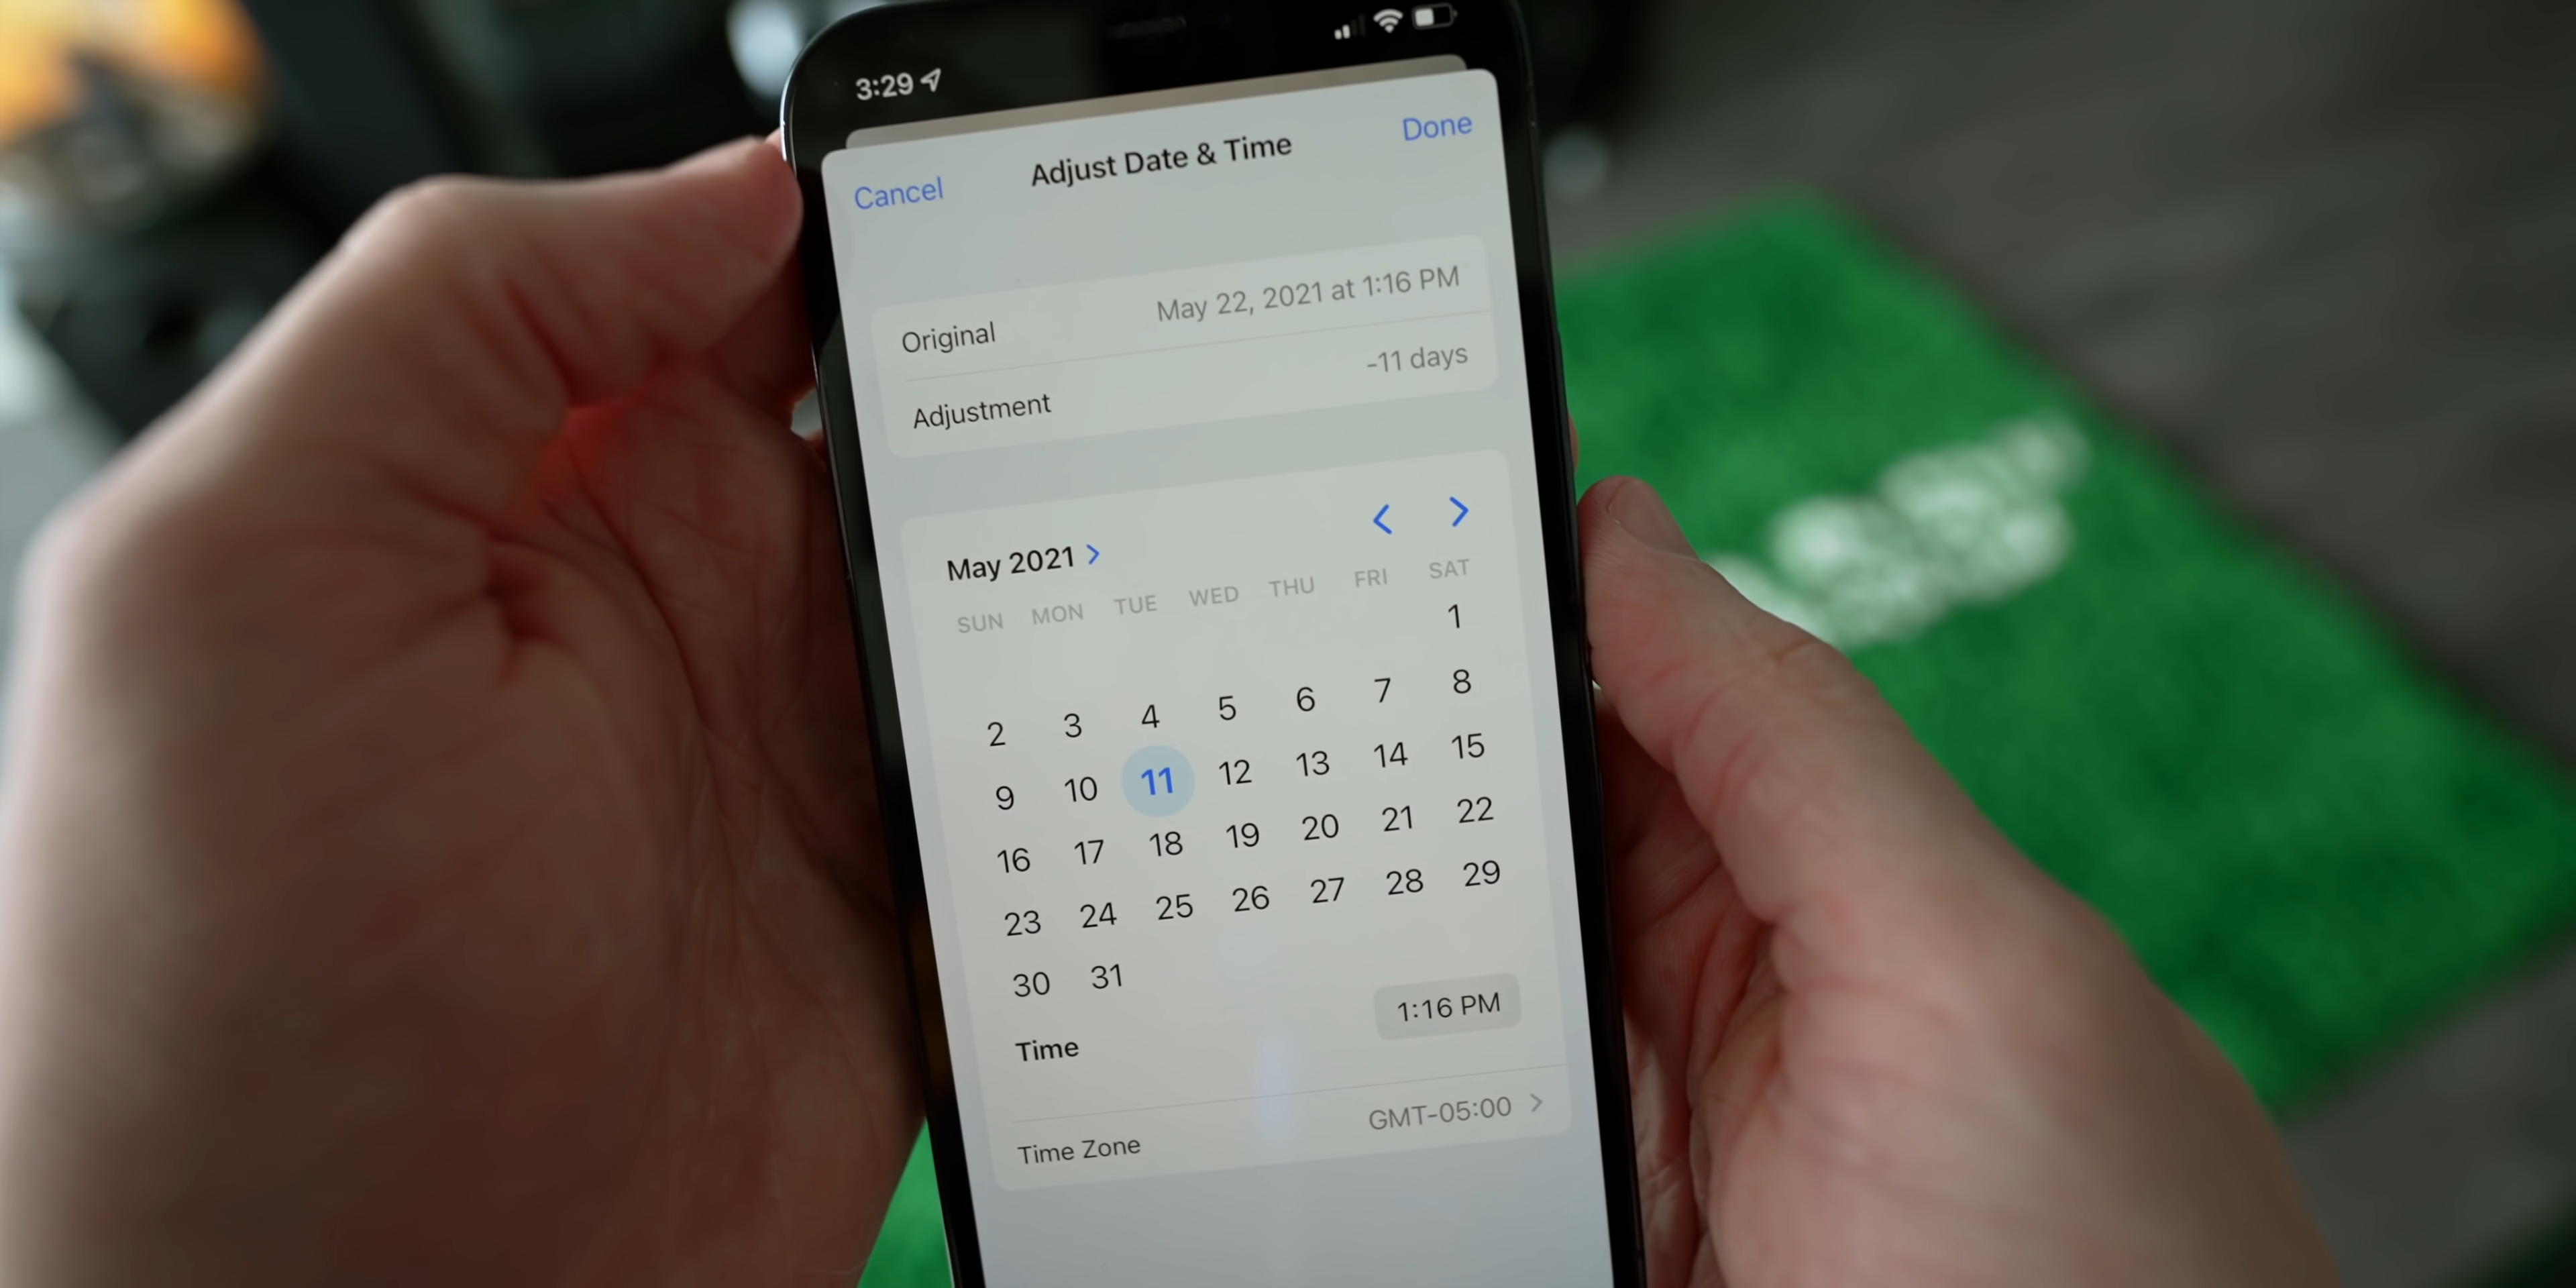 3:29
Cancel Adjust Date & Time Done
Original May 22, 2021 at 1:16 PM
Adjustment -11 days
May 2021
SUN MON TUE WED THU FRI SAT
1
2 3 4 5 6 7 8
9 10 11 12 13 14 15
16 17 18 19 20 21 22
23 24 25 26 27 28 29
30 31
Time 1:16 PM
Time Zone GMT-05:00